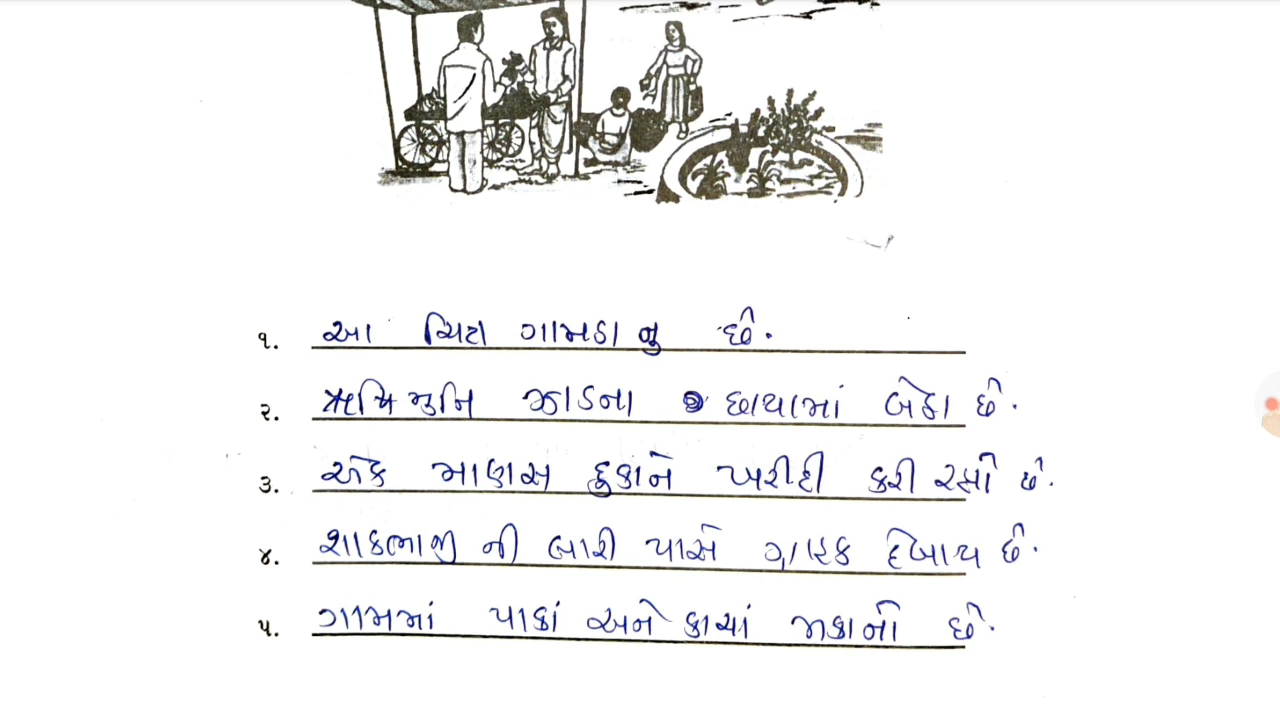 ૧. આ ચિત્ર ગામડા નુ છે.
૨. ઋષિ મુનિ ઝાડના છાયામાં બેઠા છે.
૩. એક માણસ દુકાને ખરીદી કરી રહ્યો છે.
૪. શાકભાજી ની લારી પાસે ગ્રાહક દેખાય છે.
૫. ગામમાં પાકાં અને કાચાં મકાનો છે.